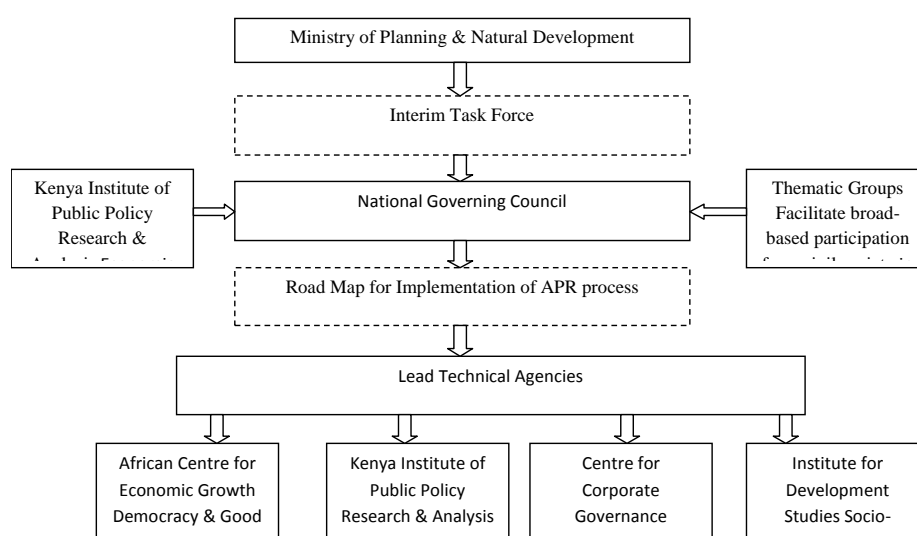 Ministry of Planning & Natural Development
Interim Task Force
Kenya Institute of
Public Policy
Research &
National Governing Council
Thematic Groups
Facilitate broad-
based participation
Road Map for Implementation of APR process
Lead Technical Agencies
African Centre for
Economic Growth
Democracy & Good
Kenya Institute of
Public Policy
Research & Analysis
Centre for
Corporate
Governance
Institute for
Development
Studies Socio-